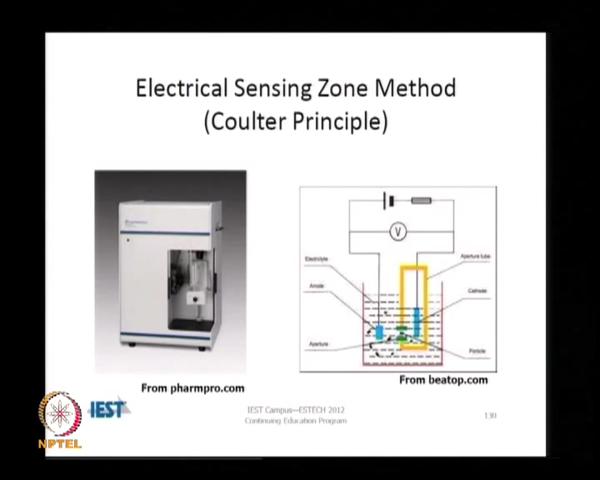 Electrical Sensing Zone Method
(Coulter Principle)
V
Electrolyte
Anode
Aperture
Aperture tube
Cathode
Particle
From pharmpro.com
From beatop.com
IEST
NPTEL
IEST Campus—ESTECH 2012
Continuing Education Program
130